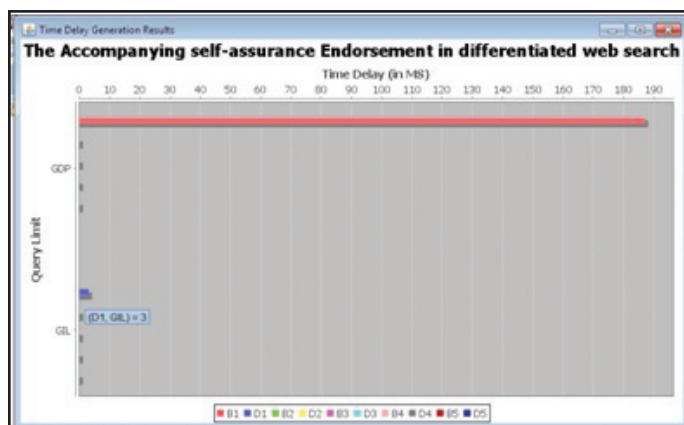 Time Delay Generation Results
The Accompanying self-assurance Endorsement in differentiated web search
Time Delay (in MS)
0 10 20 30 40 50 60 70 80 90 100 110 120 130 140 150 160 170 180 190
GDP
Query Limit
(D1, GIL) = 3
GIL
B1 D1 B2 D2 B3 D3 B4 D4 B5 D5